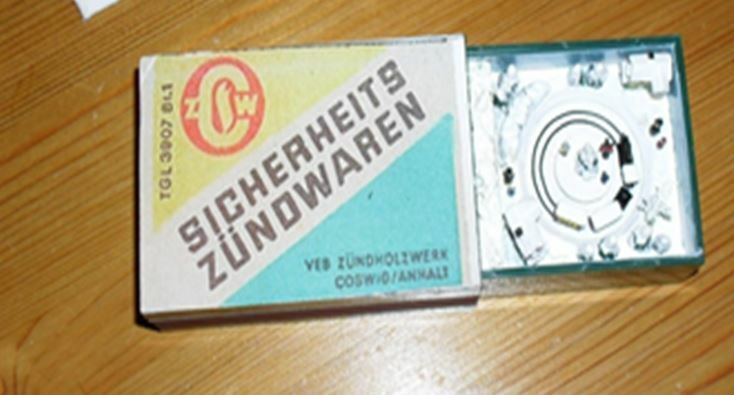 ZCW
TGL 3907 Bl.1
SICHERHEITS
ZÜNDWAREN
VEB ZÜNDHOLZWERK
COSWIG/ANHALT